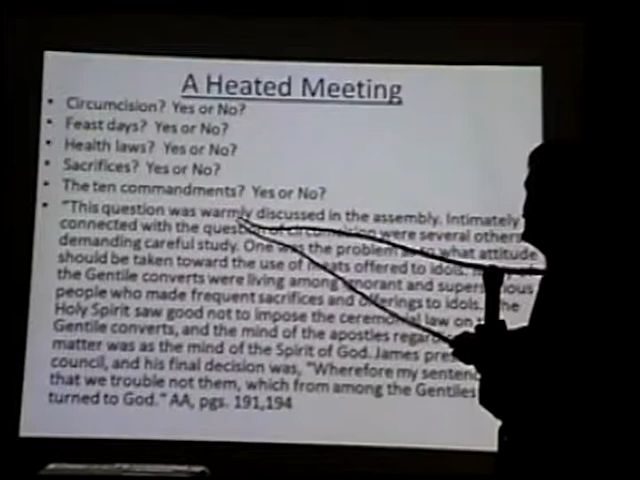 A Heated Meeting
• Circumcision? Yes or No?
• Feast days? Yes or No?
• Health laws? Yes or No?
• Sacrifices? Yes or No?
• The ten commandments? Yes or No?
• "This question was warmly discussed in the assembly. Intimately
connected with the question of circumcision were several others
demanding careful study. One was the problem as to what attitude
should be taken toward the use of meats offered to idols. of
the Gentile converts were living among ignorant and
people who made frequent sacrifices and offerings to idols.
Holy Spirit saw good not to impose the ceremonial law on
Gentile converts, and the mind of the apostles
matter was as the mind of the Spirit of God. James
council, and his final decision was, "Wherefore my
that we trouble not them, which from among the Gentiles
turned to God." AA, pgs. 191,194